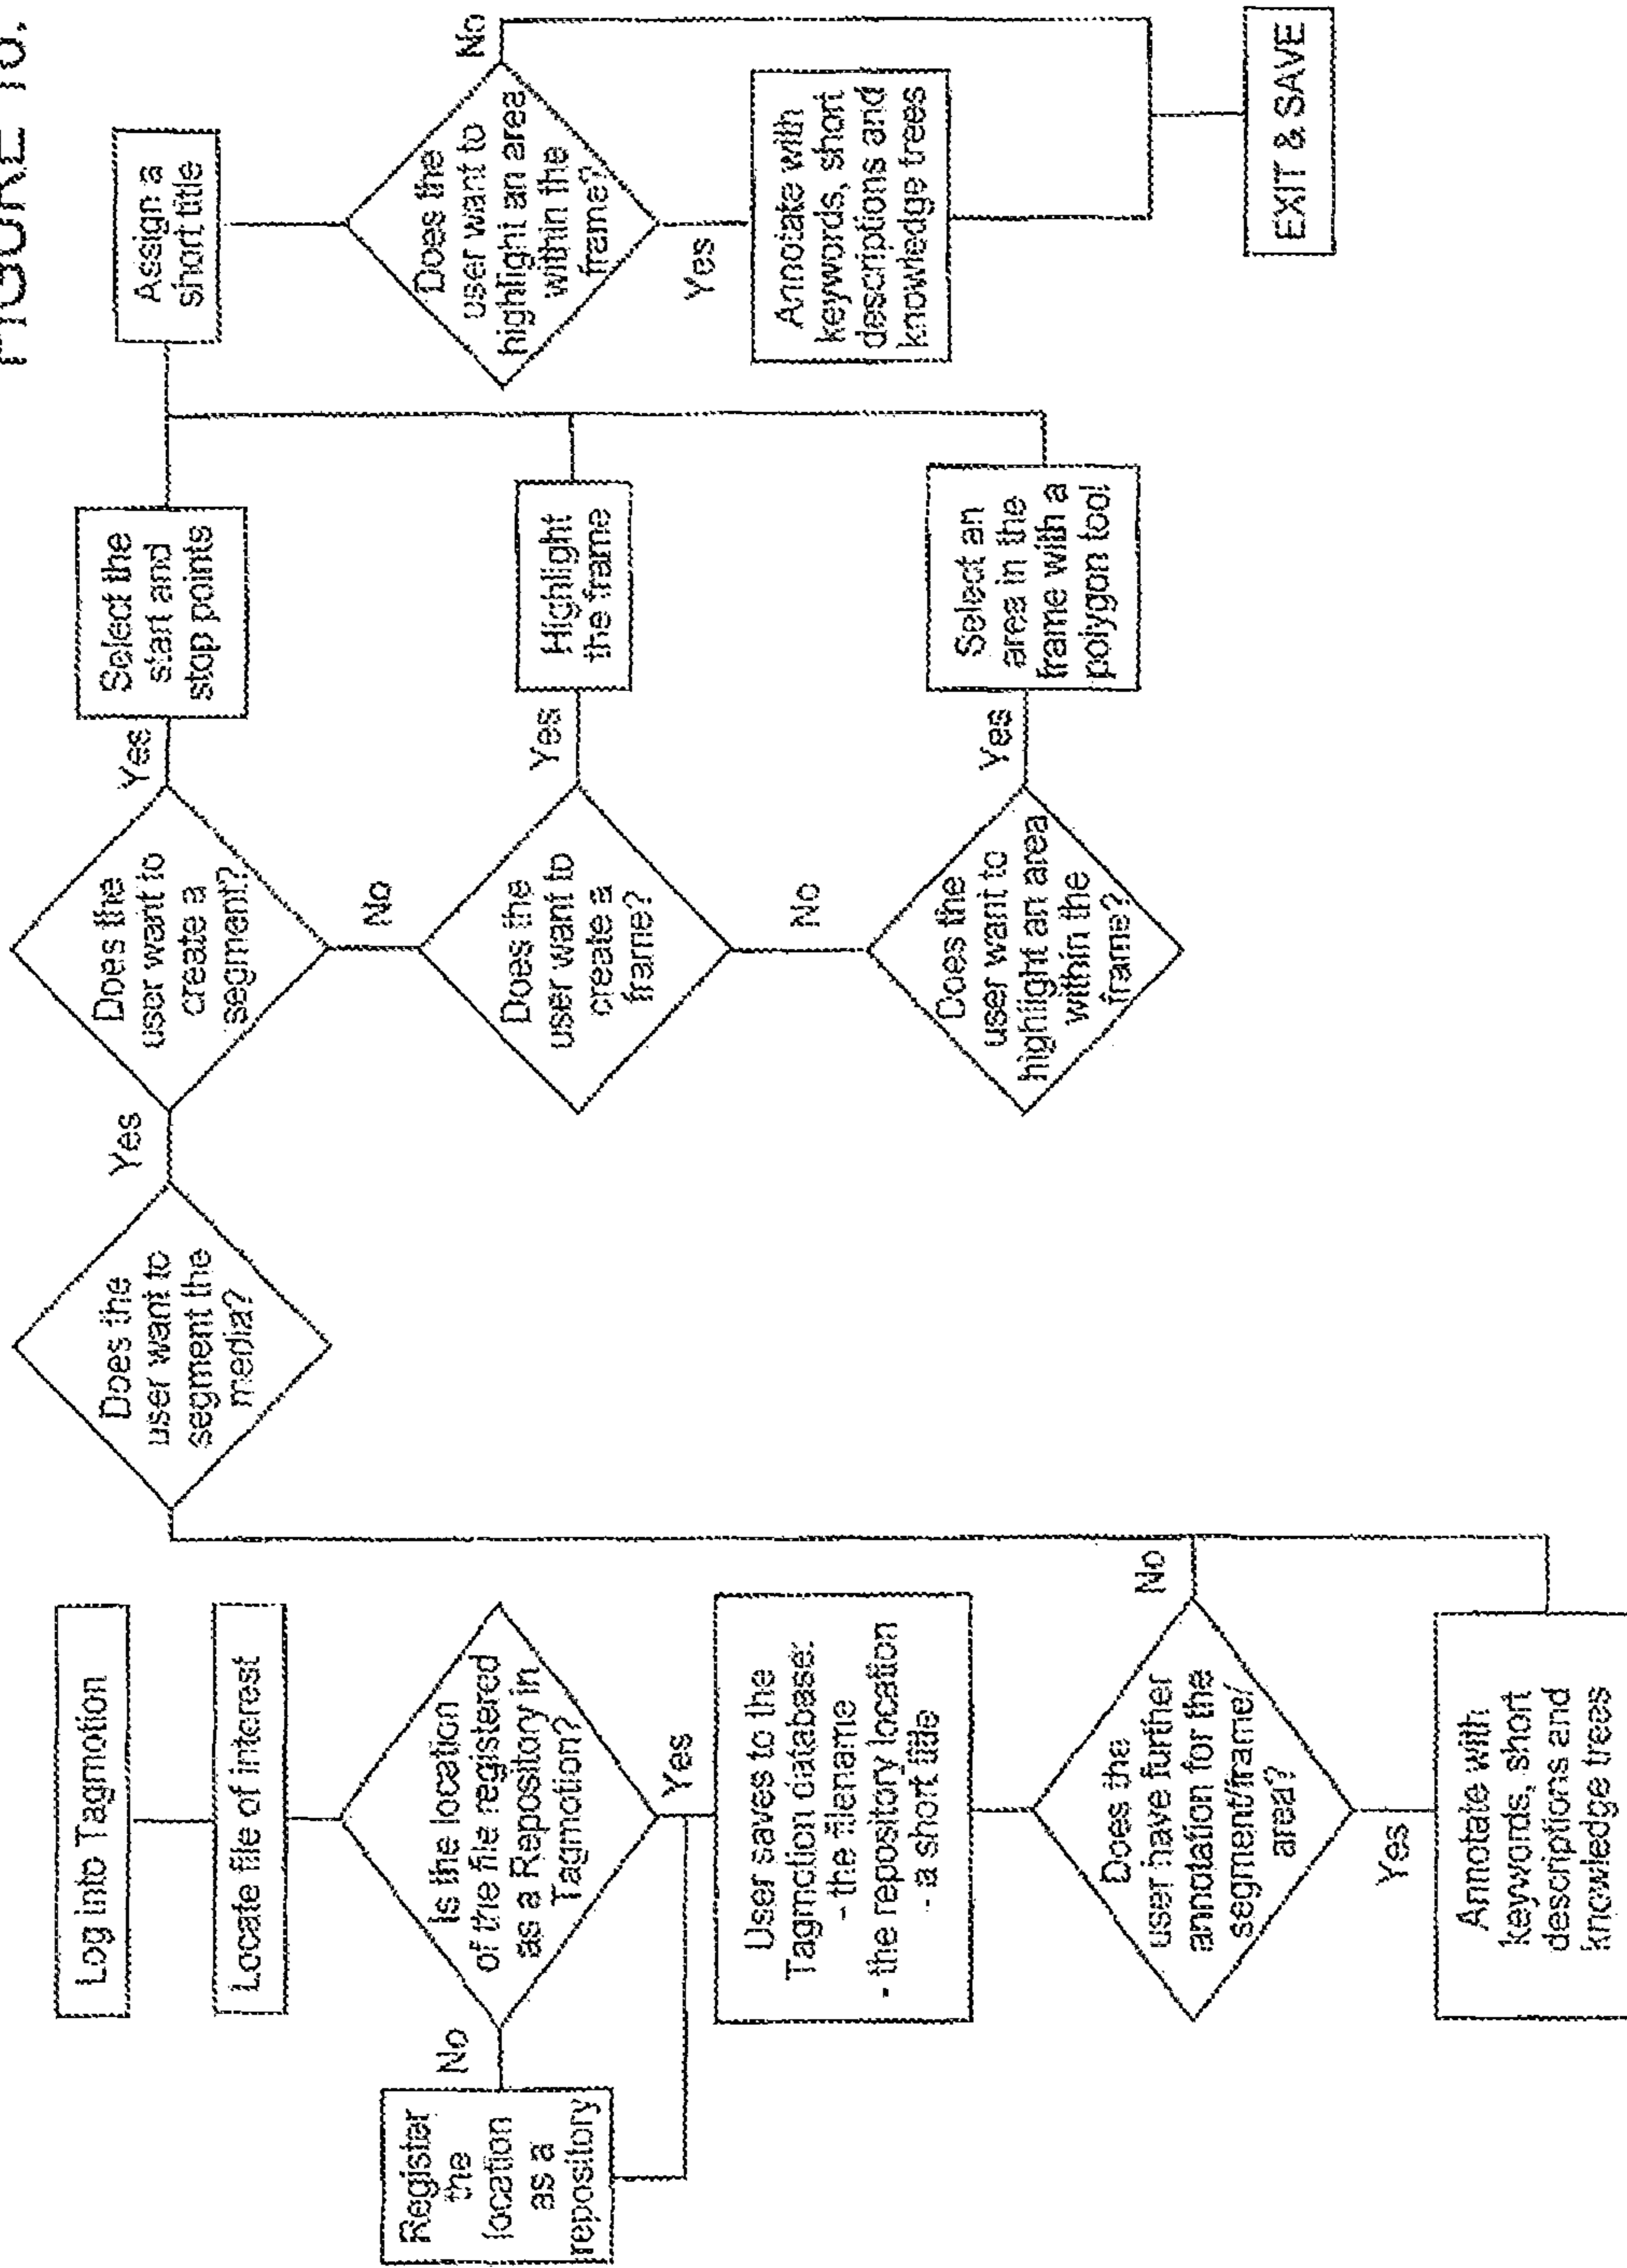 FIGURE 10.
Log into Tagmotion
Locate file of interest
Is the location
of the file registered
as a Repository in
Tagmotion?
No
Register
the
location
as a
repository
Yes
User saves to the
Tagmotion database:
- the filename
- the repository location
- a short title
Does the
user have further
annotation for the
segment/frame/
area?
No
Yes
Annotate with
keywords, short
descriptions and
knowledge trees
Does the
user want to
segment the
media?
Yes
Does the
user want to
create a
segment?
Yes
Select the
start and
stop points
No
Does the
user want to
create a
frame?
Yes
Highlight
the frame
No
Does the
user want to
highlight an area
within the
frame?
Yes
Select an
area in the
frame with a
polygon tool
Assign a
short title
Does the
user want to
highlight an area
within the
frame?
No
Yes
Annotate with
keywords, short
descriptions and
knowledge trees
EXIT & SAVE